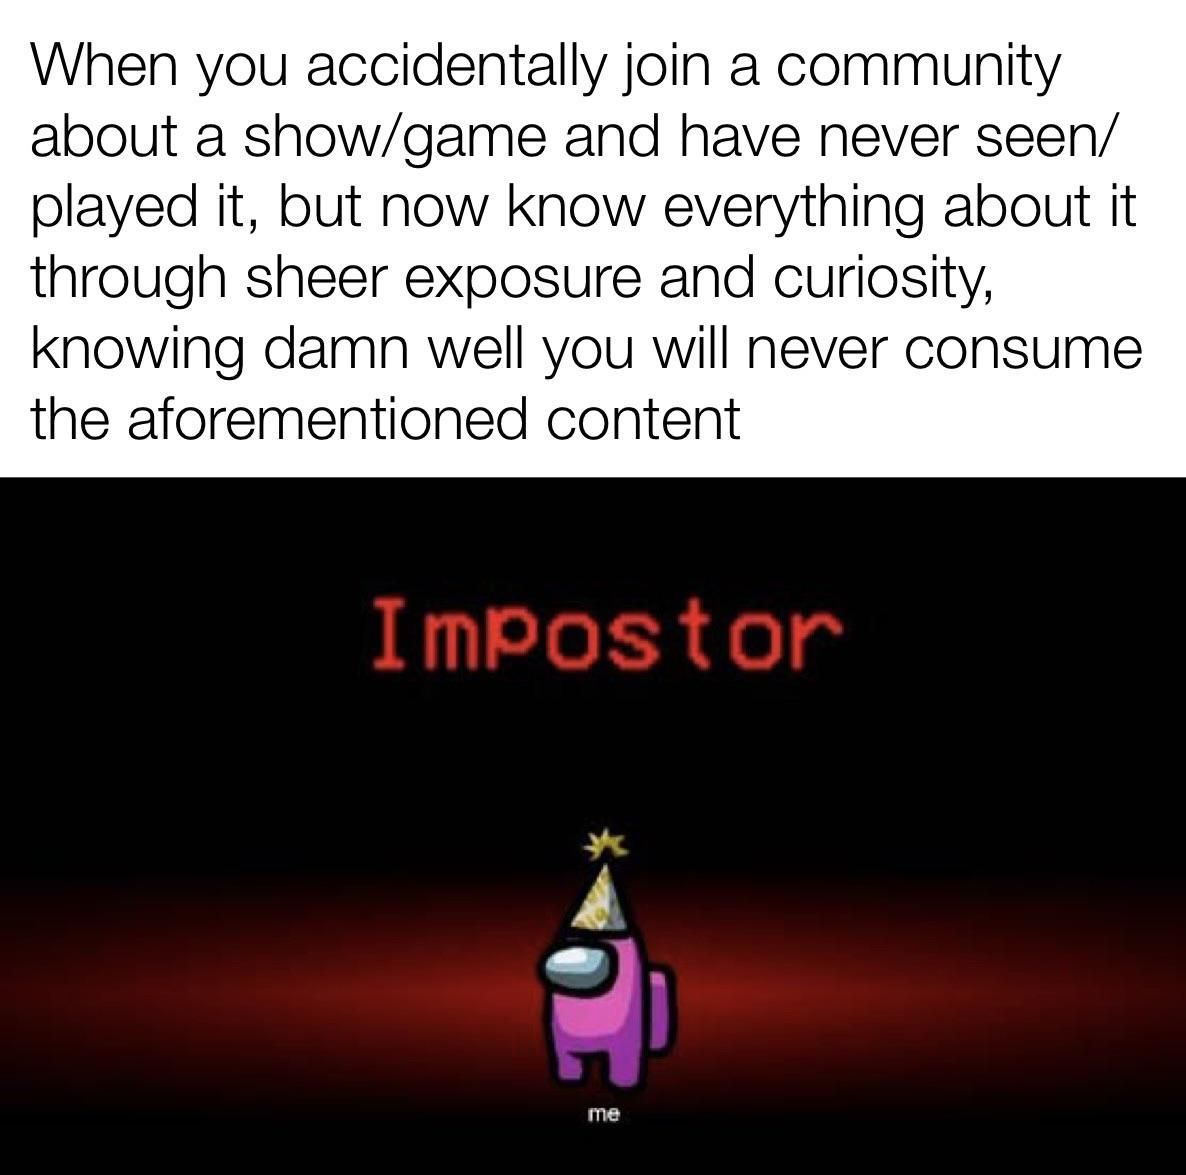 When you accidentally join a community
about a show/game and have never seen/
played it, but now know everything about it
through sheer exposure and curiosity,
knowing damn well you will never consume
the aforementioned content
Impostor
me